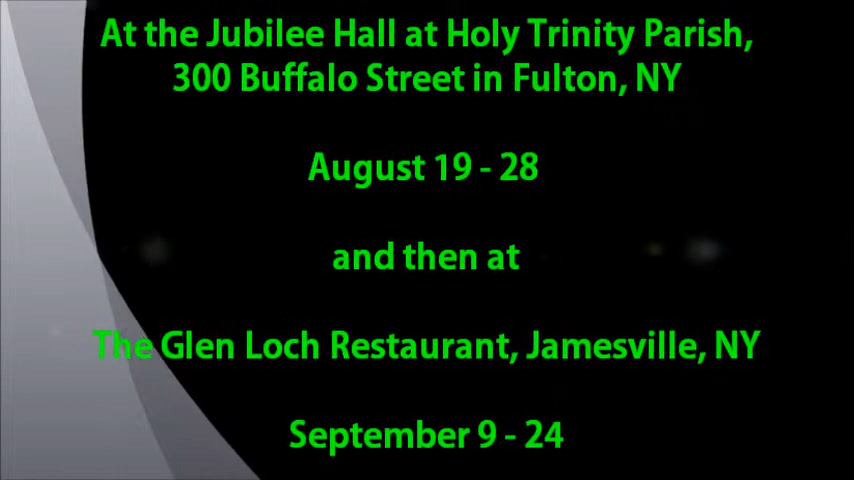 At the Jubilee Hall at Holy Trinity Parish,
300 Buffalo Street in Fulton, NY
August 19 - 28
and then at
The Glen Loch Restaurant, Jamesville, NY
September 9 - 24